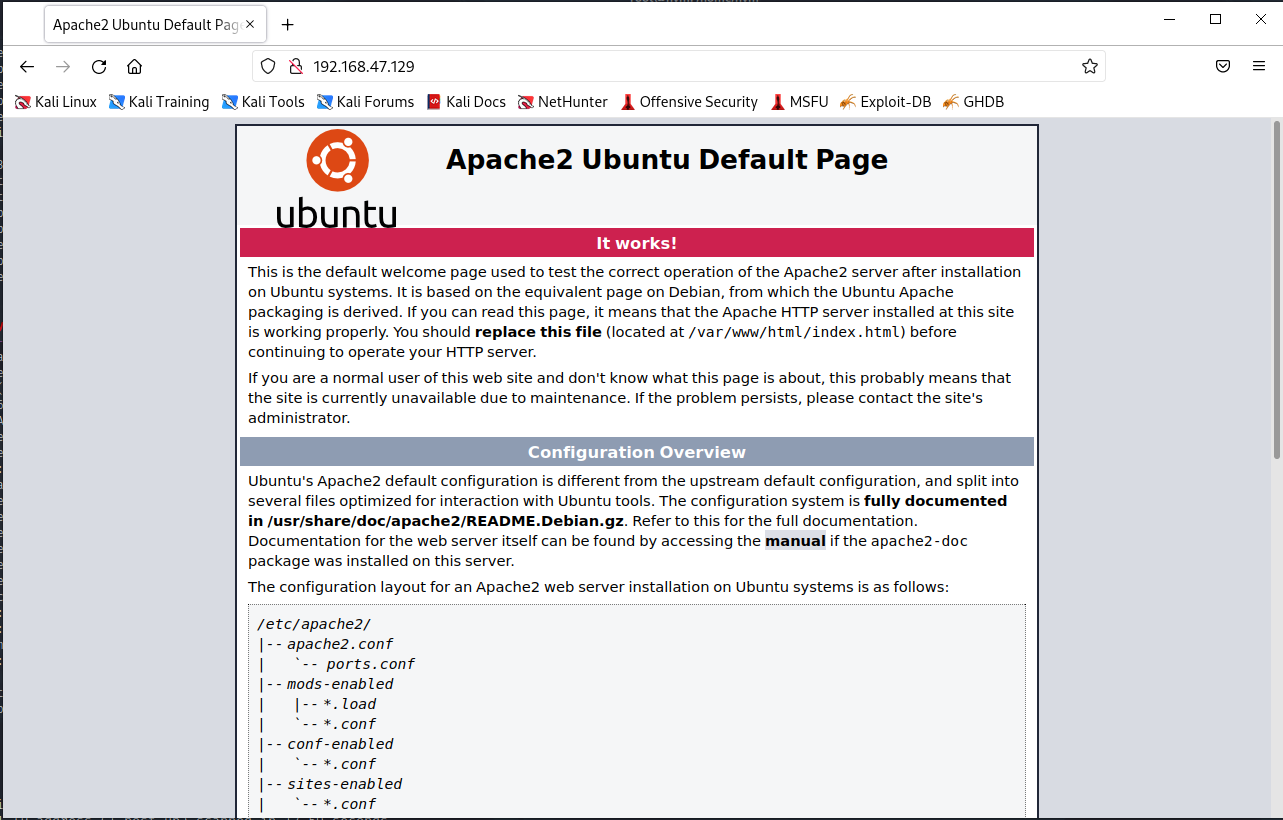 Apache2 Ubuntu Default Pag
192.168.47.129
Kali Linux Kali Training Kali Tools Kali Forums Kali Docs NetHunter Offensive Security MSFU Exploit-DB GHDB
ubuntu
Apache2 Ubuntu Default Page
It works!
This is the default welcome page used to test the correct operation of the Apache2 server after installation
on Ubuntu systems. It is based on the equivalent page on Debian, from which the Ubuntu Apache
packaging is derived. If you can read this page, it means that the Apache HTTP server installed at this site
is working properly. You should replace this file (located at /var/www/html/index.html) before
continuing to operate your HTTP server.
If you are a normal user of this web site and don't know what this page is about, this probably means that
the site is currently unavailable due to maintenance. If the problem persists, please contact the site's
administrator.
Configuration Overview
Ubuntu's Apache2 default configuration is different from the upstream default configuration, and split into
several files optimized for interaction with Ubuntu tools. The configuration system is fully documented
in /usr/share/doc/apache2/README.Debian.gz. Refer to this for the full documentation.
Documentation for the web server itself can be found by accessing the manual if the apache2-doc
package was installed on this server.
The configuration layout for an Apache2 web server installation on Ubuntu systems is as follows:
/etc/apache2/
|-- apache2.conf
|   `-- ports.conf
|-- mods-enabled
|   |-- *.load
|   `-- *.conf
|-- conf-enabled
|   `-- *.conf
|-- sites-enabled
|   `-- *.conf